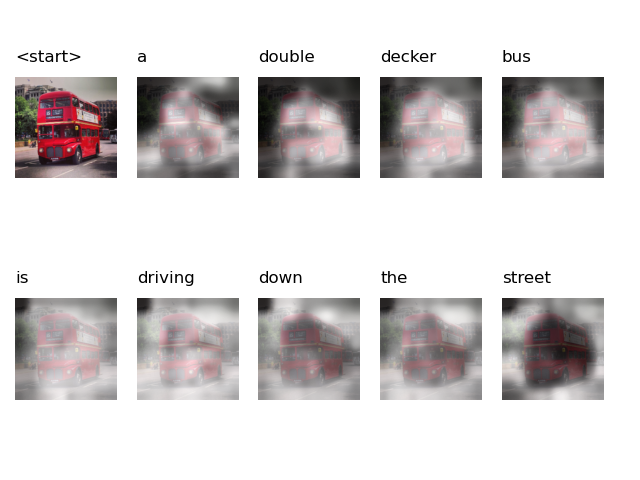 <start> a double decker bus
is driving down the street